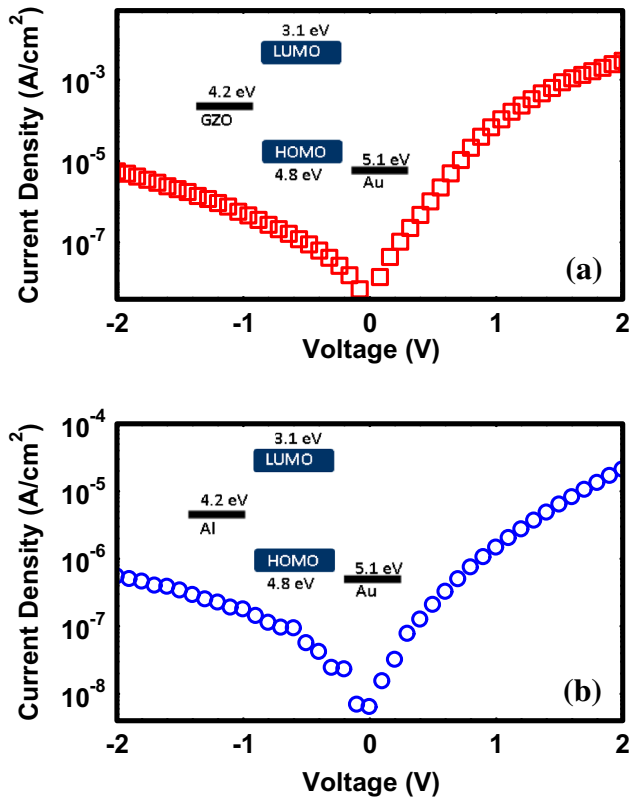 3.1 eV
LUMO
4.2 eV
GZO
HOMO
4.8 eV
5.1 eV
Au
(a)
Current Density (A/cm²)
10⁻³
10⁻⁵
10⁻⁷
-2 -1 0 1 2
Voltage (V)
3.1 eV
LUMO
4.2 eV
Al
HOMO
4.8 eV
5.1 eV
Au
(b)
Current Density (A/cm²)
10⁻⁴
10⁻⁵
10⁻⁶
10⁻⁷
10⁻⁸
-2 -1 0 1 2
Voltage (V)